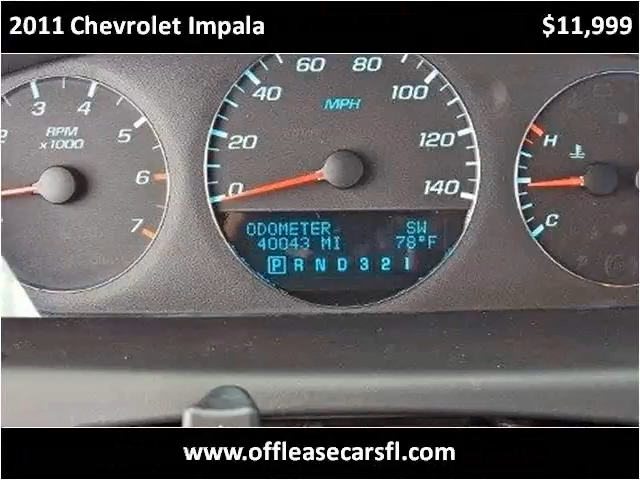 2011 Chevrolet Impala $11,999
60 80
3 4 40 100
MPH
2 RPM 5 H
x1000 20 120
6
0 140
7 C
ODOMETER SW
40043 MI 78°F
P R N D 3 2 1
www.offleasecarsfl.com